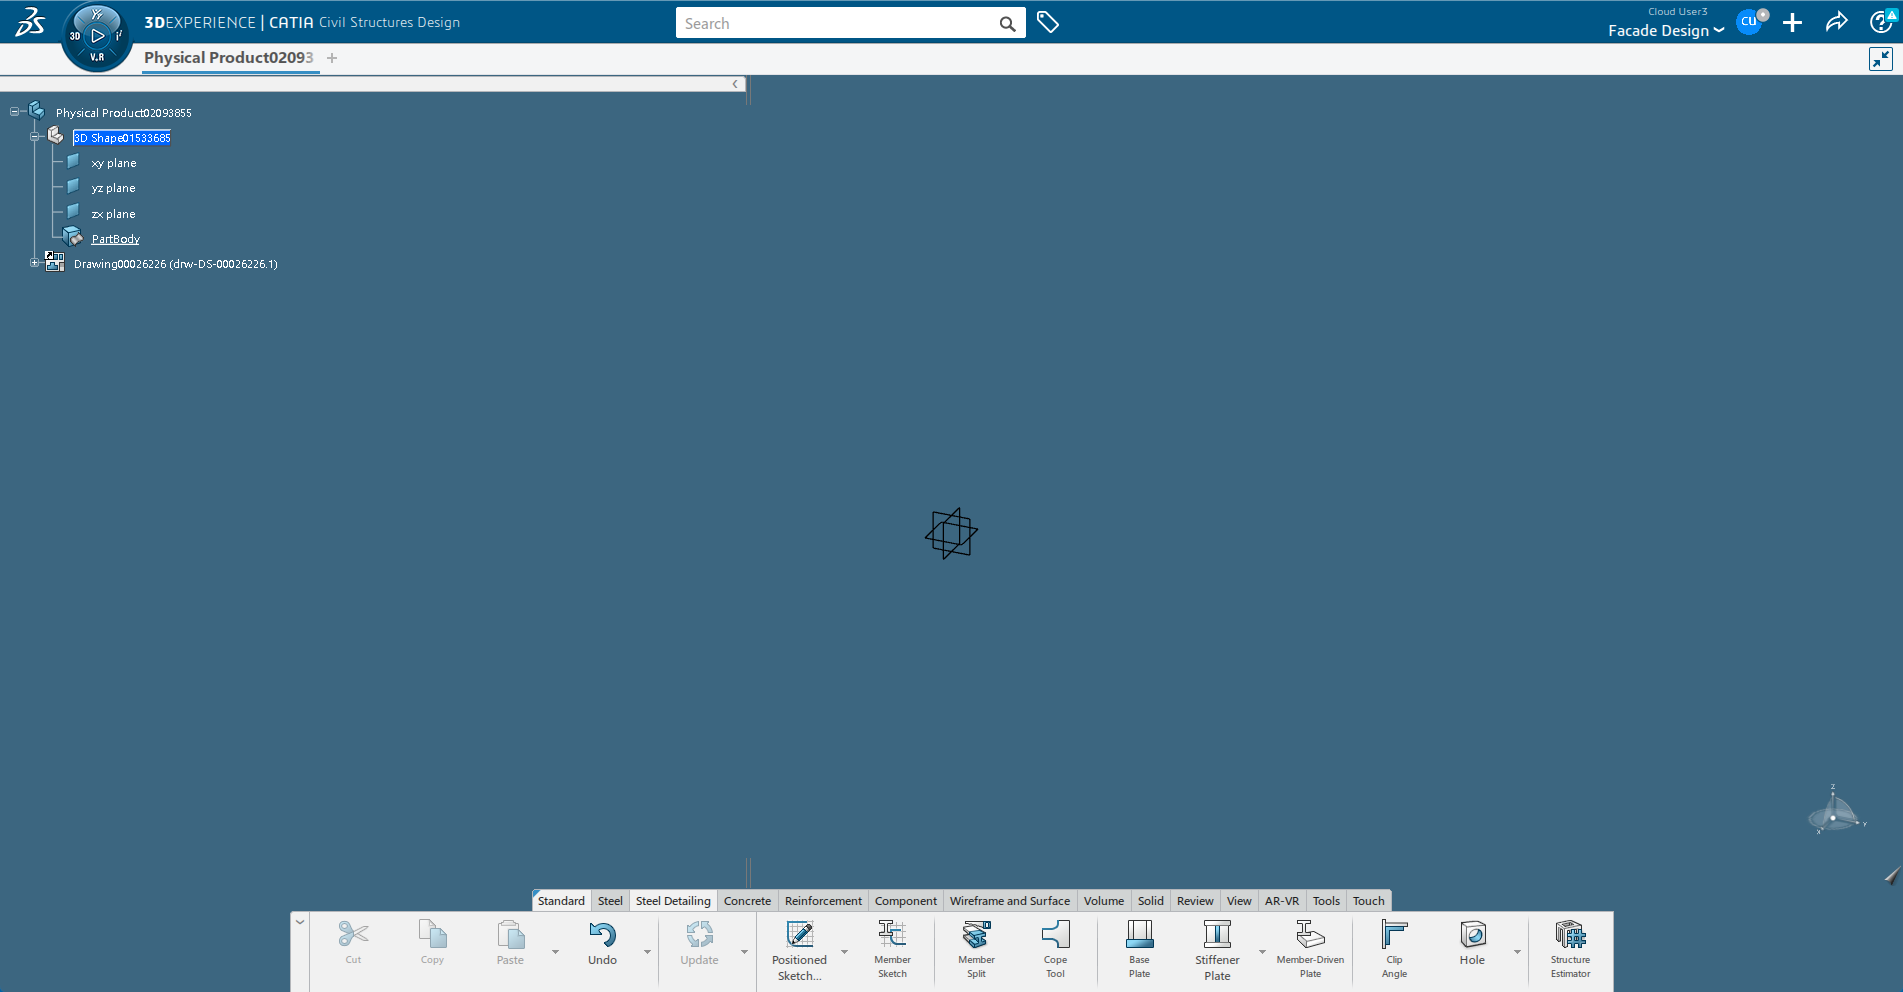 3DEXPERIENCE | CATIA Civil Structures Design
Search
Cloud User3
Facade Design
CU
3D
V.R
Physical Product02093
Physical Product02093855
3D Shape01533685
xy plane
yz plane
zx plane
PartBody
Drawing00026226 (drw-DS-00026226.1)
Z
X
Y
Standard Steel Steel Detailing Concrete Reinforcement Component Wireframe and Surface Volume Solid Review View AR-VR Tools Touch
Cut
Copy
Paste
Undo
Update
Positioned
Sketch...
Member
Sketch
Member
Split
Cope
Tool
Base
Plate
Stiffener
Plate
Member-Driven
Plate
Clip
Angle
Hole
Structure
Estimator